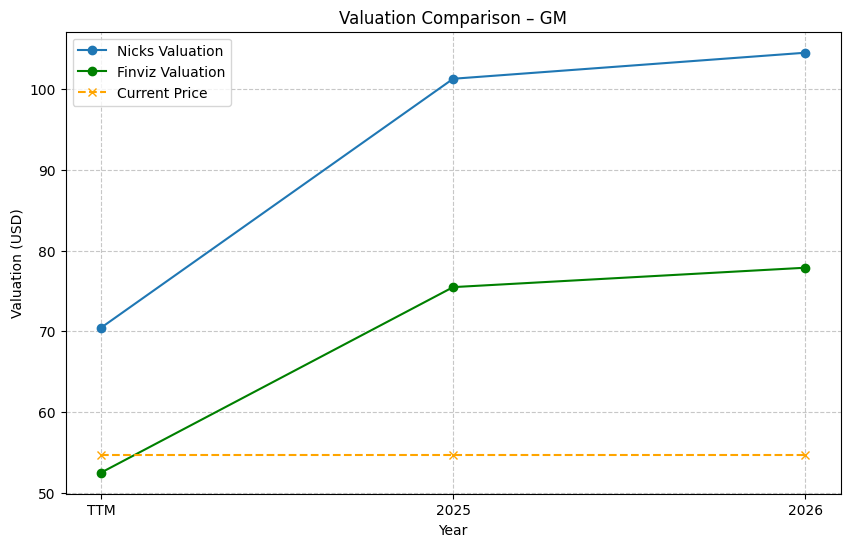 Valuation Comparison – GM
Nicks Valuation
Finviz Valuation
Current Price
Valuation (USD)
100
90
80
70
60
50
TTM
2025
2026
Year